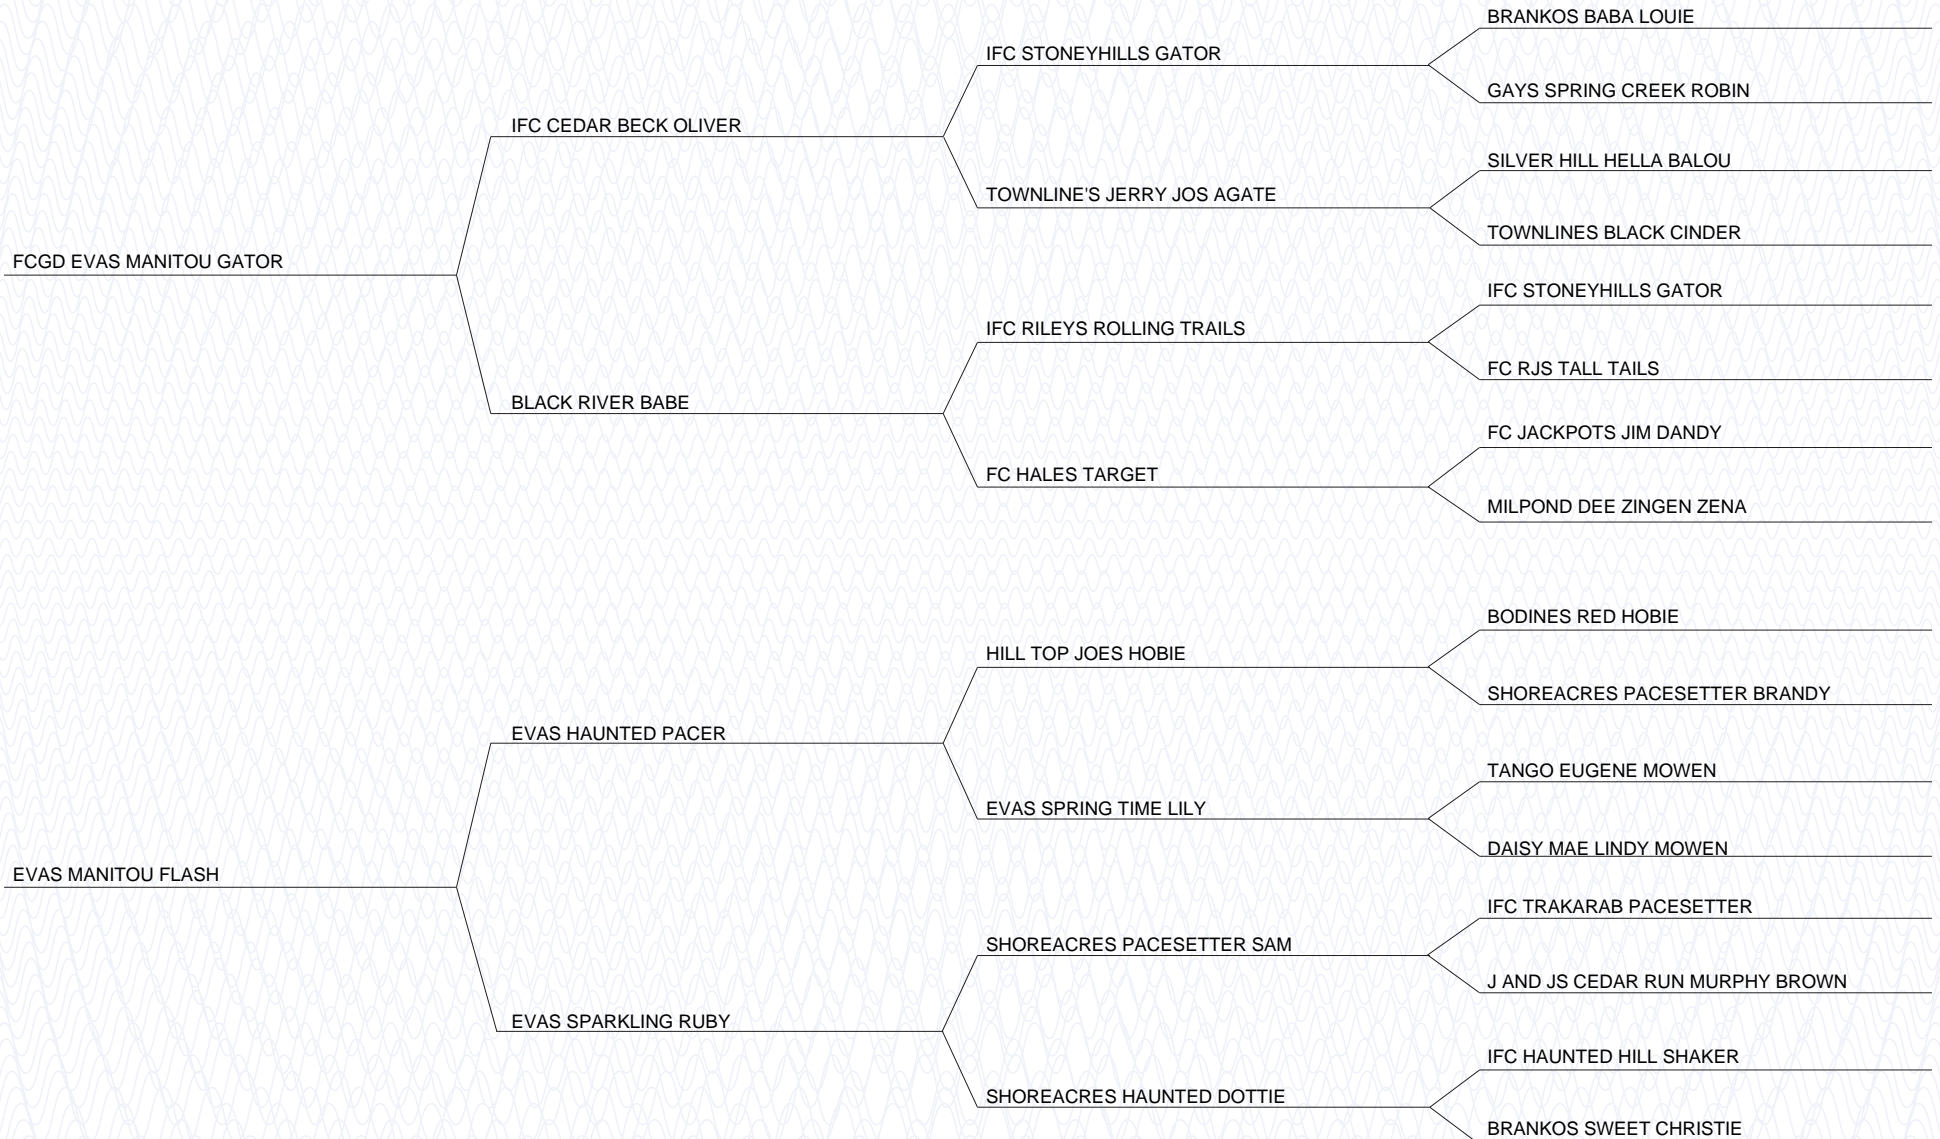 BRANKOS BABA LOUIE
IFC STONEYHILLS GATOR
GAYS SPRING CREEK ROBIN
IFC CEDAR BECK OLIVER
SILVER HILL HELLA BALOU
TOWNLINE'S JERRY JOS AGATE
TOWNLINES BLACK CINDER
FCGD EVAS MANITOU GATOR
IFC STONEYHILLS GATOR
IFC RILEYS ROLLING TRAILS
FC RJS TALL TAILS
BLACK RIVER BABE
FC JACKPOTS JIM DANDY
FC HALES TARGET
MILPOND DEE ZINGEN ZENA
BODINES RED HOBIE
HILL TOP JOES HOBIE
SHOREACRES PACESETTER BRANDY
EVAS HAUNTED PACER
TANGO EUGENE MOWEN
EVAS SPRING TIME LILY
DAISY MAE LINDY MOWEN
EVAS MANITOU FLASH
IFC TRAKARAB PACESETTER
SHOREACRES PACESETTER SAM
J AND JS CEDAR RUN MURPHY BROWN
EVAS SPARKLING RUBY
IFC HAUNTED HILL SHAKER
SHOREACRES HAUNTED DOTTIE
BRANKOS SWEET CHRISTIE